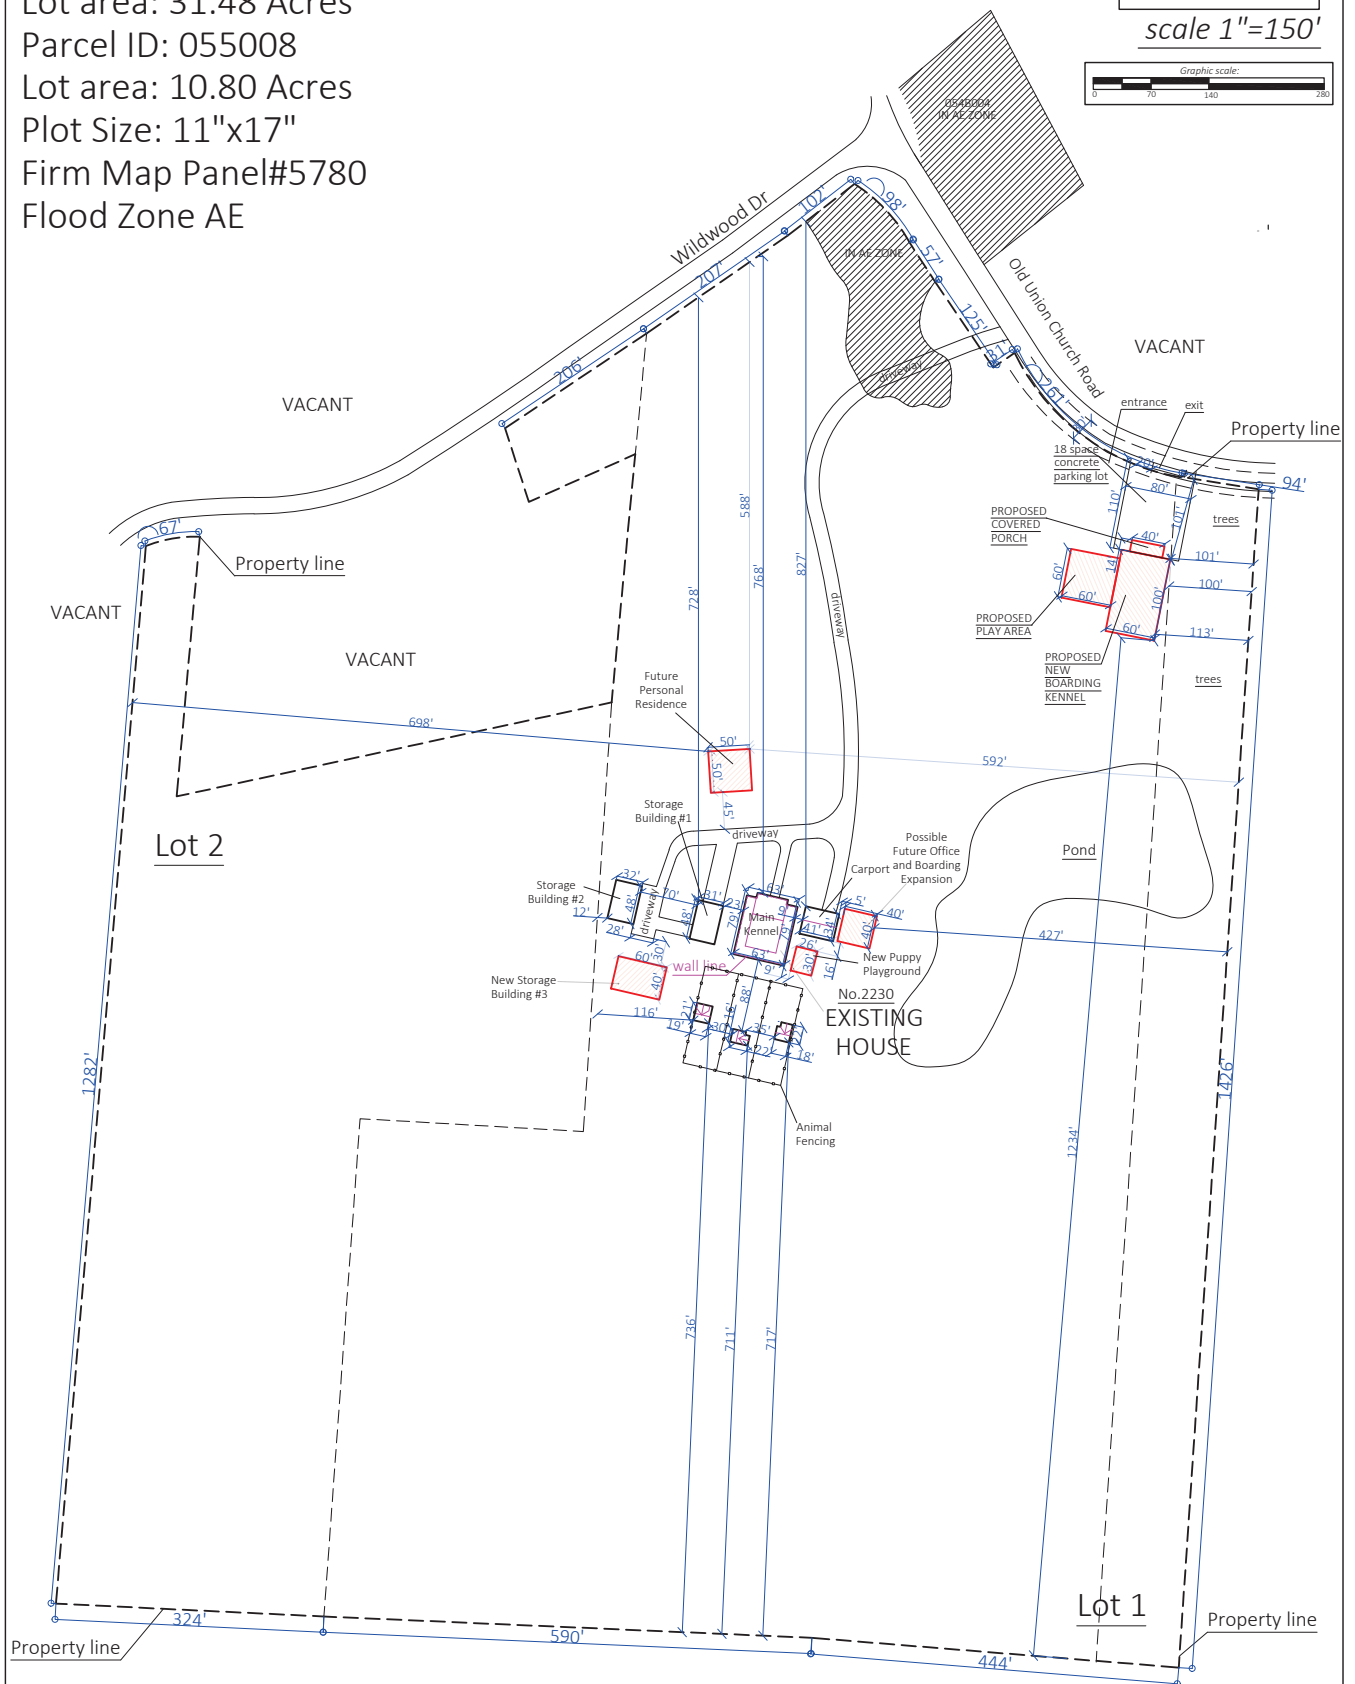 Lot area: 31.48 Acres
Parcel ID: 055008
Lot area: 10.80 Acres
Plot Size: 11"x17"
Firm Map Panel#5780
Flood Zone AE
scale 1"=150'
Graphic scale:
0 70 140 280
054B004
IN AE ZONE
Wildwood Dr
102'
98'
207'
57'
IN AE ZONE
125'
31'
Old Union Church Road
206'
261'
VACANT
VACANT
driveway
entrance
exit
Property line
18 space
concrete
parking lot
20'
80'
94'
110'
101'
trees
67'
Property line
PROPOSED
COVERED
PORCH
40'
14'
101'
60'
60'
100'
100'
60'
113'
PROPOSED
PLAY AREA
PROPOSED
NEW
BOARDING
KENNEL
trees
VACANT
VACANT
588'
768'
827'
728'
driveway
Future
Personal
Residence
698'
50'
50'
592'
45'
Storage
Building #1
driveway
Lot 2
Possible
Future Office
and Boarding
Expansion
Pond
Carport
Storage
Building #2
32'
70'
31'
23'
63'
9'
5'
40'
12'
48'
48'
79'
Main
Kennel
41'
34'
40'
427'
28'
driveway
30'
63'
9'
26'
30'
16'
New Puppy
Playground
60'
40'
wall line
New Storage
Building #3
No.2230
EXISTING
HOUSE
88'
116'
21'
19'
30'
16'
35'
22'
22'
18'
Animal
Fencing
1282'
1426'
1234'
736'
711'
717'
Lot 1
Property line
Property line
324'
590'
444'